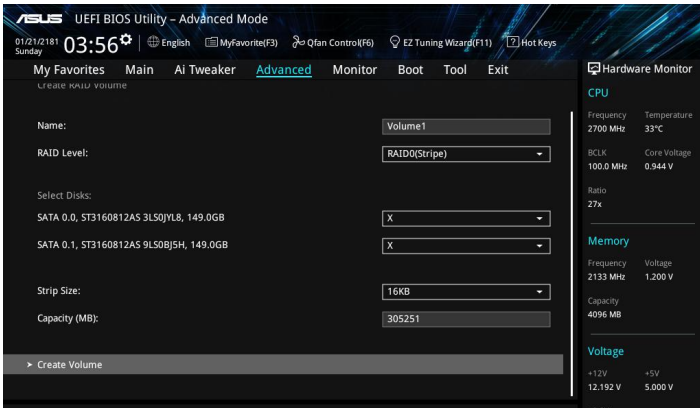 ASUS UEFI BIOS Utility – Advanced Mode
01/21/2181 Sunday 03:56 English MyFavorite(F3) Qfan Control(F6) EZ Tuning Wizard(F11) ? Hot Keys
My Favorites Main Ai Tweaker Advanced Monitor Boot Tool Exit
Create RAID Volume
Name: Volume1
RAID Level: RAID0(Stripe)
Select Disks:
SATA 0.0, ST3160812AS 3LS0JYL8, 149.0GB X
SATA 0.1, ST3160812AS 9LS0BJ5H, 149.0GB X
Strip Size: 16KB
Capacity (MB): 305251
> Create Volume
Hardware Monitor
CPU
Frequency Temperature
2700 MHz 33°C
BCLK Core Voltage
100.0 MHz 0.944 V
Ratio
27x
Memory
Frequency Voltage
2133 MHz 1.200 V
Capacity
4096 MB
Voltage
+12V +5V
12.192 V 5.000 V